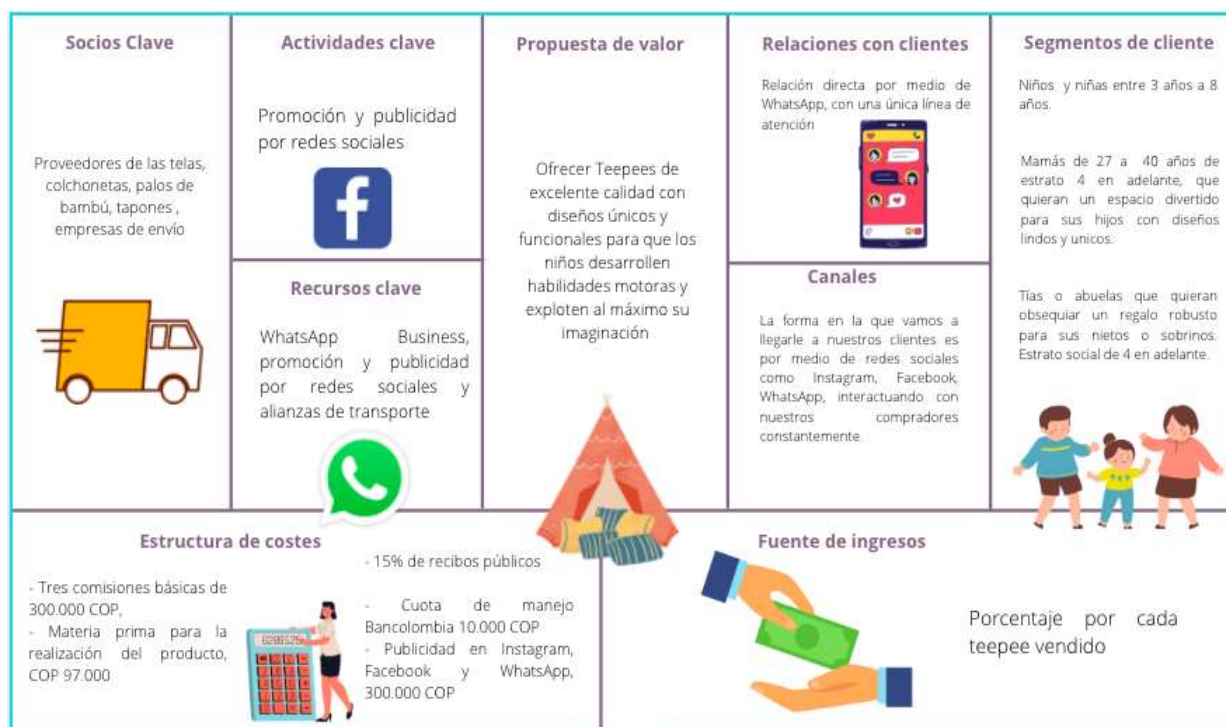 Socios Clave
Proveedores de las telas,
colchonetas, palos de
bambú, tapones ,
empresas de envío
Actividades clave
Promoción y publicidad
por redes sociales
Recursos clave
WhatsApp Business,
promoción y publicidad
por redes sociales y
alianzas de transporte
Propuesta de valor
Ofrecer Teepees de
excelente calidad con
diseños únicos y
funcionales para que los
niños desarrollen
habilidades motoras y
exploten al máximo su
imaginación
Relaciones con clientes
Relación directa por medio de
WhatsApp, con una única línea de
atención
Canales
La forma en la que vamos a
llegarle a nuestros clientes es
por medio de redes sociales
como Instagram, Facebook,
WhatsApp, interactuando con
nuestros compradores
constantemente.
Segmentos de cliente
Niños y niñas entre 3 años a 8
años.
Mamás de 27 a 40 años de
estrato 4 en adelante, que
quieran un espacio divertido
para sus hijos con diseños
lindos y unicos.
Tías o abuelas que quieran
obsequiar un regalo robusto
para sus nietos o sobrinos.
Estrato social de 4 en adelante.
Estructura de costes
- Tres comisiones básicas de
300.000 COP,
- Materia prima para la
realización del producto,
COP 97.000
- 15% de recibos públicos
- Cuota de manejo
Bancolombia 10.000 COP
- Publicidad en Instagram,
Facebook y WhatsApp,
300.000 COP
Fuente de ingresos
Porcentaje por cada
teepee vendido